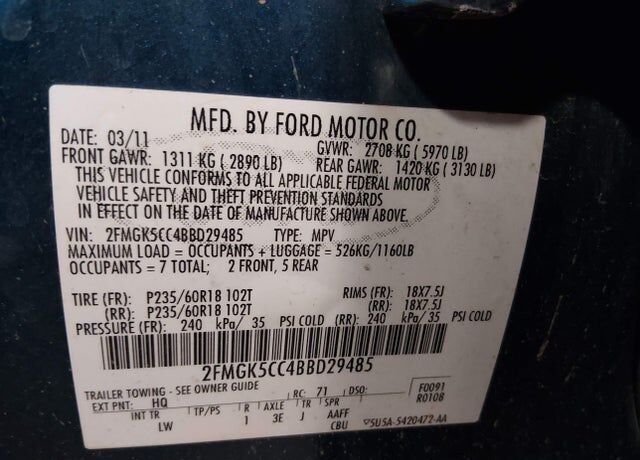 MFD. BY FORD MOTOR CO.
DATE: 03/11 GVWR: 2708 KG ( 5970 LB)
FRONT GAWR: 1311 KG ( 2890 LB) REAR GAWR: 1420 KG ( 3130 LB)
THIS VEHICLE CONFORMS TO ALL APPLICABLE FEDERAL MOTOR
VEHICLE SAFETY AND THEFT PREVENTION STANDARDS
IN EFFECT ON THE DATE OF MANUFACTURE SHOWN ABOVE.
VIN: 2FMGK5CC4BBD29485 TYPE: MPV
MAXIMUM LOAD = OCCUPANTS + LUGGAGE = 526KG/1160LB
OCCUPANTS = 7 TOTAL; 2 FRONT, 5 REAR
TIRE (FR): P235/60R18 102T RIMS (FR): 18X7.5J
(RR): P235/60R18 102T (RR): 18X7.5J
PRESSURE (FR): 240 kPa/ 35 PSI COLD (RR): 240 kPa/ 35 PSI COLD
2FMGK5CC4BBD29485
TRAILER TOWING - SEE OWNER GUIDE RC: 71 DSO: F0091
EXT PNT: HQ R0108
INT TR TP/PS R AXLE TR SPR
LW 1 3E J AAFF
CBU 5U5A-5420472-AA